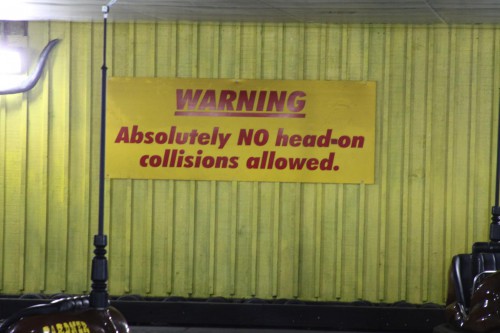 WARNING
Absolutely NO head-on
collisions allowed.